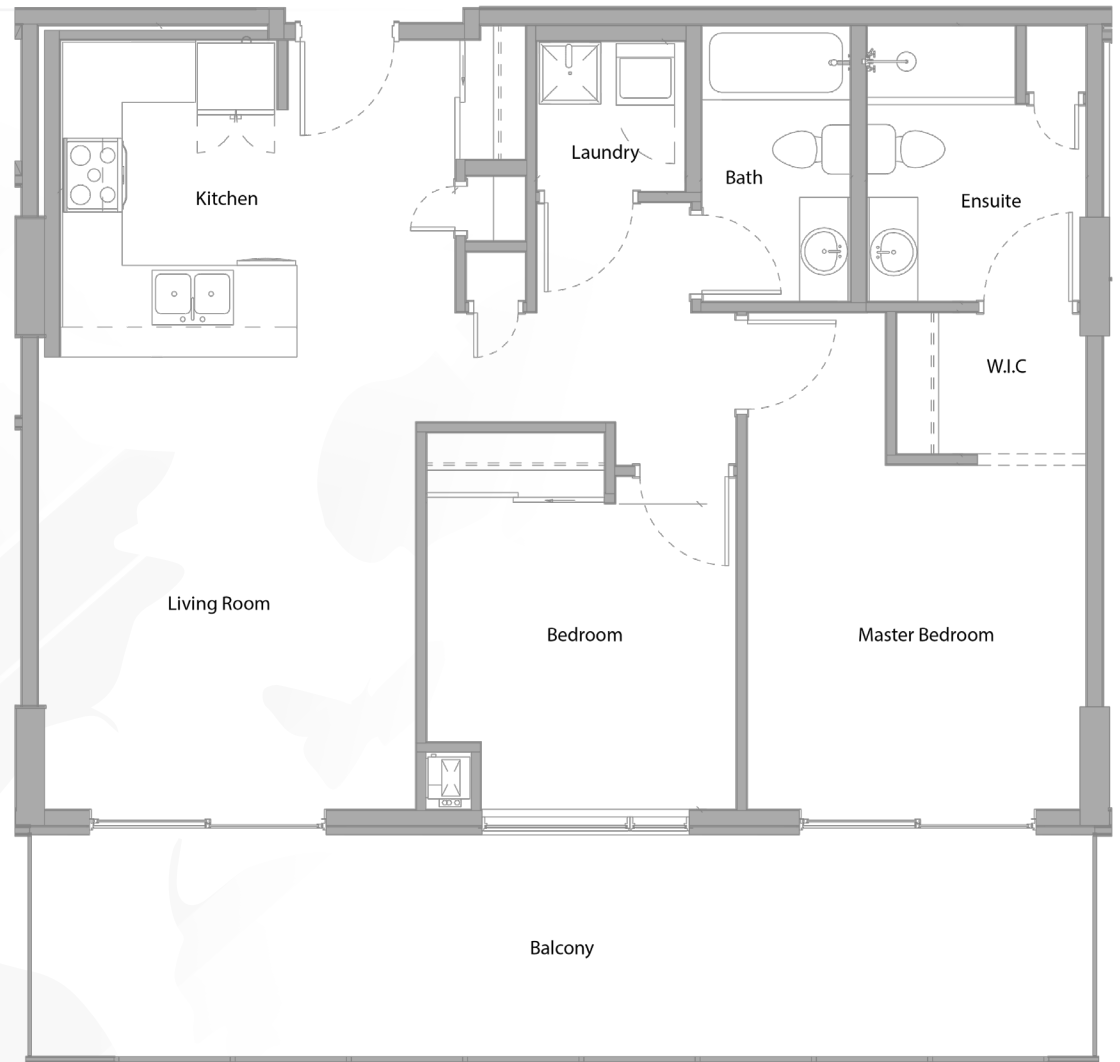 Laundry
Bath
Kitchen
Ensuite
W.I.C
Living Room
Bedroom
Master Bedroom
Balcony